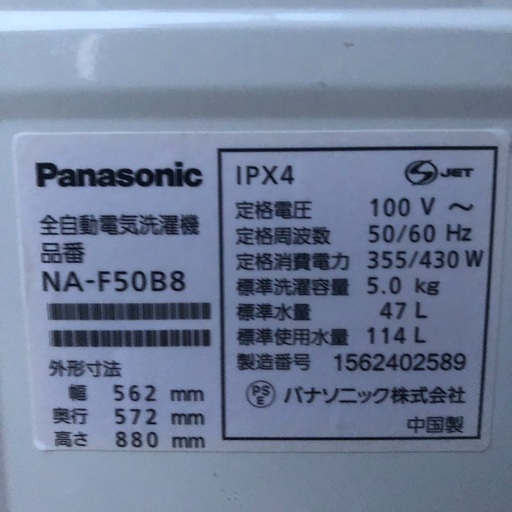 Panasonic
全自動電気洗濯機
品番
NA-F50B8
外形寸法
幅 562 mm
奥行 572 mm
高さ 880 mm
IPX4 JET
定格電圧 100 V ～
定格周波数 50/60 Hz
定格消費電力 355/430 W
標準洗濯容量 5.0 kg
標準水量 47 L
標準使用水量 114 L
製造番号 1562402589
PSE パナソニック株式会社
中国製